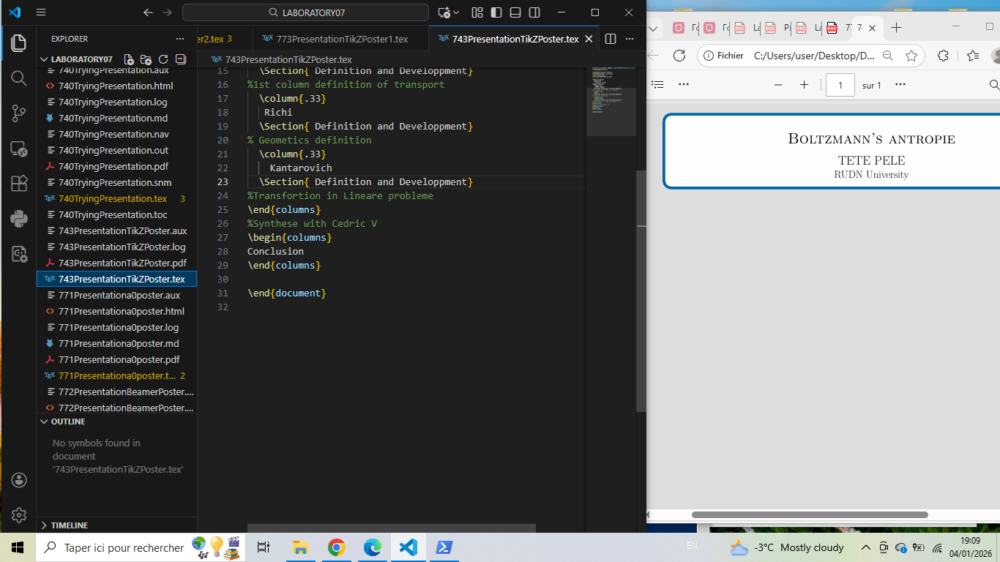 LABORATORY07
EXPLORER
LABORATORY07
740TryingPresentation.aux
740TryingPresentation.html
740TryingPresentation.log
740TryingPresentation.md
740TryingPresentation.nav
740TryingPresentation.out
740TryingPresentation.pdf
740TryingPresentation.snm
740TryingPresentation.tex 3
740TryingPresentation.toc
743PresentationTikZPoster.aux
743PresentationTikZPoster.log
743PresentationTikZPoster.pdf
743PresentationTikZPoster.tex
771Presentationa0poster.aux
771Presentationa0poster.html
771Presentationa0poster.log
771Presentationa0poster.md
771Presentationa0poster.pdf
771Presentationa0poster.t... 2
772PresentationBeamerPoster....
772PresentationBeamerPoster....
OUTLINE
No symbols found in
document
'743PresentationTikZPoster.tex'
TIMELINE
er2.tex 3
773PresentationTikZPoster1.tex
743PresentationTikZPoster.tex
743PresentationTikZPoster.tex
15 \Section{ Definition and Developpment}
16 %1st column definition of transport
17 \column{.33}
18 Richi
19 \Section{ Definition and Developpment}
20 % Geometics definition
21 \column{.33}
22 Kantarovich
23 \Section{ Definition and Developpment}
24 %Transfortion in Lineare probleme
25 \end{columns}
26 %Synthese with Cedric V
27 \begin{columns}
28 Conclusion
29 \end{columns}
30
31 \end{document}
32
Fichier C:/Users/user/Desktop/D...
1 sur 1
Boltzmann's antropie
TETE PELE
RUDN University
Taper ici pour rechercher
EN
-3°C Mostly cloudy
19:09
04/01/2026